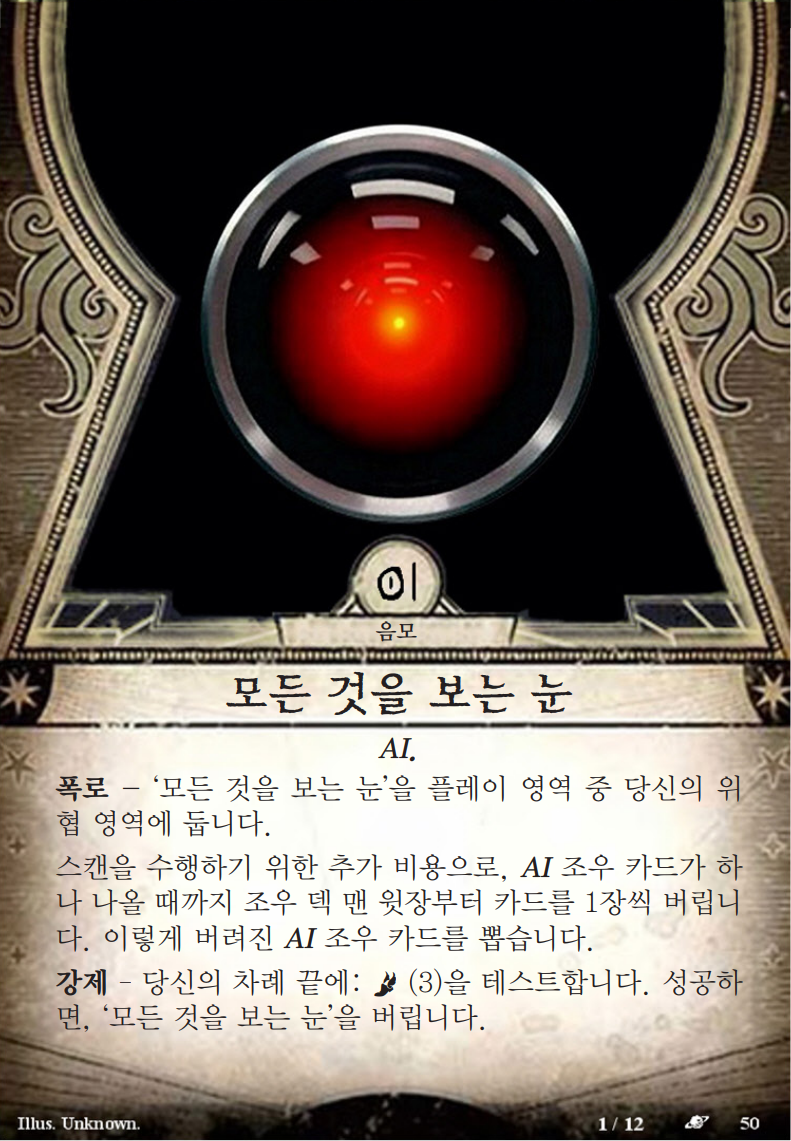 음모
모든 것을 보는 눈
AI.
폭로 – ‘모든 것을 보는 눈’을 플레이 영역 중 당신의 위
협 영역에 둡니다.
스캔을 수행하기 위한 추가 비용으로, AI 조우 카드가 하
나 나올 때까지 조우 덱 맨 윗장부터 카드를 1장씩 버립니
다. 이렇게 버려진 AI 조우 카드를 뽑습니다.
강제 – 당신의 차례 끝에: (3)을 테스트합니다. 성공하
면, ‘모든 것을 보는 눈’을 버립니다.
Illus. Unknown.
1 / 12
50